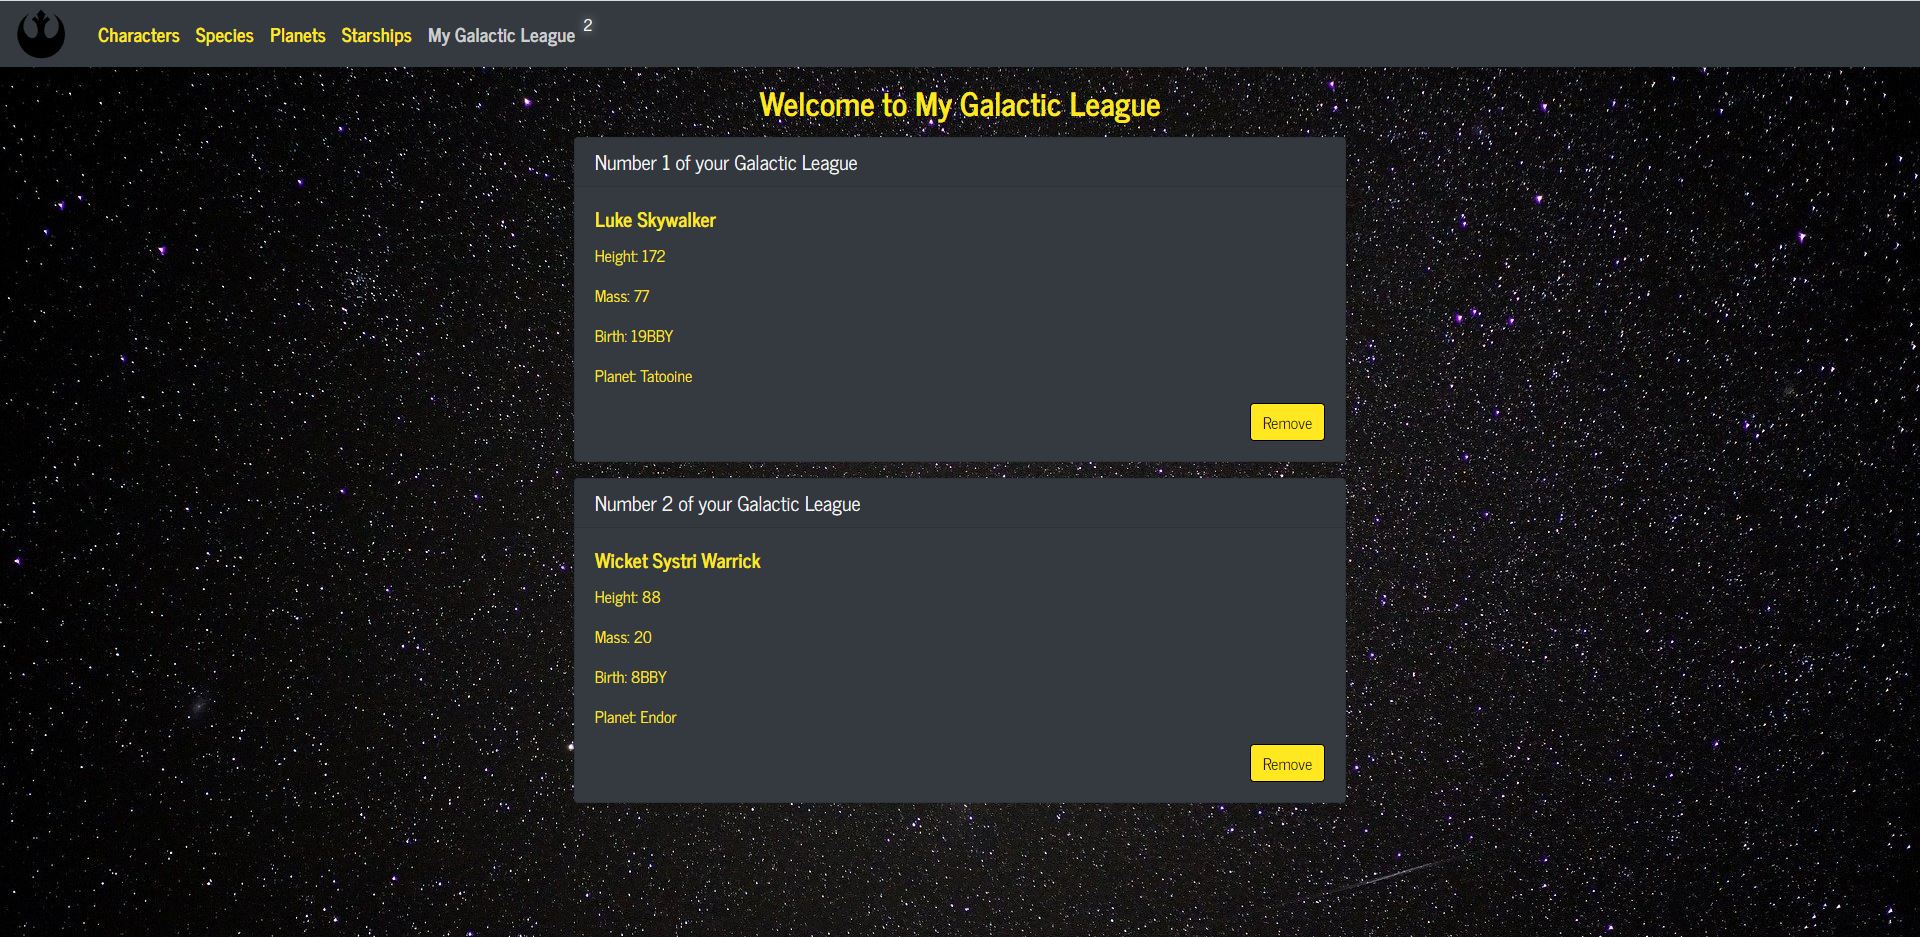 Characters Species Planets Starships My Galactic League 2
Welcome to My Galactic League
Number 1 of your Galactic League
Luke Skywalker
Height: 172
Mass: 77
Birth: 19BBY
Planet: Tatooine
Remove
Number 2 of your Galactic League
Wicket Systri Warrick
Height: 88
Mass: 20
Birth: 8BBY
Planet: Endor
Remove